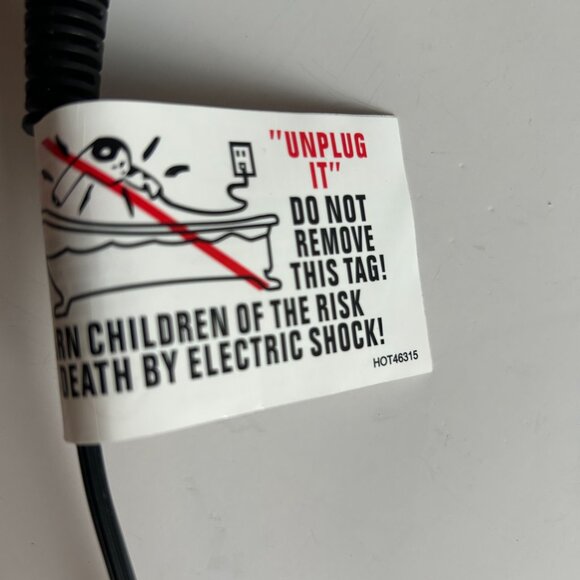 "UNPLUG
IT"
DO NOT
REMOVE
THIS TAG!
RN CHILDREN OF THE RISK
DEATH BY ELECTRIC SHOCK!
HOT46315